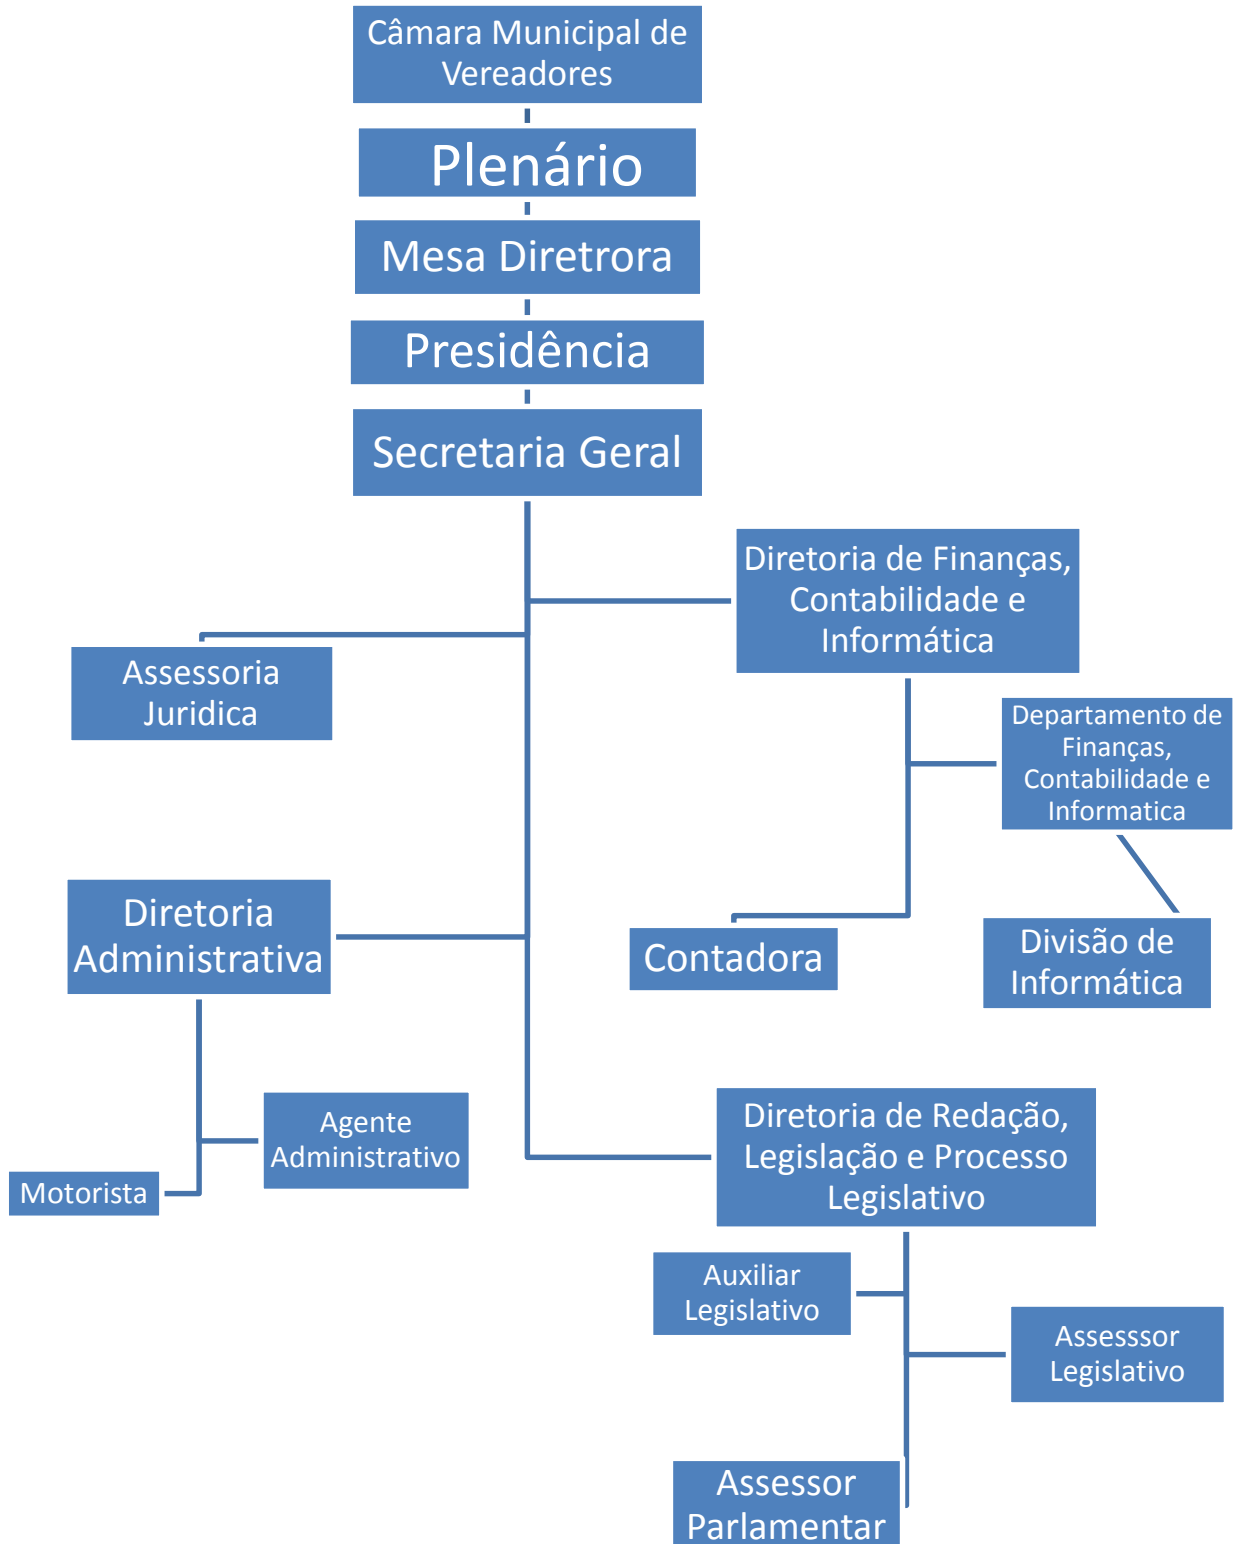 Câmara Municipal de
Vereadores
Plenário
Mesa Diretrora
Presidência
Secretaria Geral
Diretoria de Finanças,
Contabilidade e
Informática
Assessoria
Juridica
Departamento de
Finanças,
Contabilidade e
Informatica
Diretoria
Administrativa
Contadora
Divisão de
Informática
Agente
Administrativo
Motorista
Diretoria de Redação,
Legislação e Processo
Legislativo
Auxiliar
Legislativo
Assesssor
Legislativo
Assessor
Parlamentar